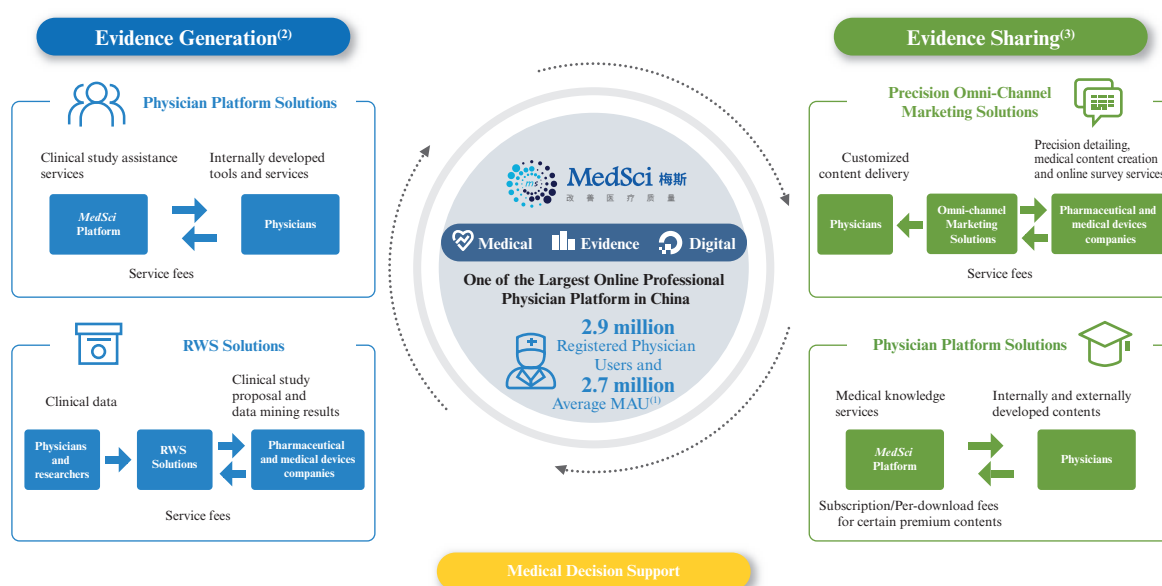 Evidence Generation(2)
Physician Platform Solutions
Clinical study assistance
services
Internally developed
tools and services
MedSci
Platform
Physicians
Service fees
RWS Solutions
Clinical data
Clinical study
proposal and
data mining results
Physicians
and
researchers
RWS
Solutions
Pharmaceutical
and medical devices
companies
Service fees
ms
MedSci 梅斯
改善医疗质量
Medical
Evidence
Digital
One of the Largest Online Professional
Physician Platform in China
2.9 million
Registered Physician
Users and
2.7 million
Average MAU(1)
Evidence Sharing(3)
Precision Omni-Channel
Marketing Solutions
Customized
content delivery
Precision detailing,
medical content creation
and online survey services
Physicians
Omni-channel
Marketing
Solutions
Pharmaceutical and
medical devices
companies
Service fees
Physician Platform Solutions
Medical knowledge
services
Internally and externally
developed contents
MedSci
Platform
Physicians
Subscription/Per-download fees
for certain premium contents
Medical Decision Support